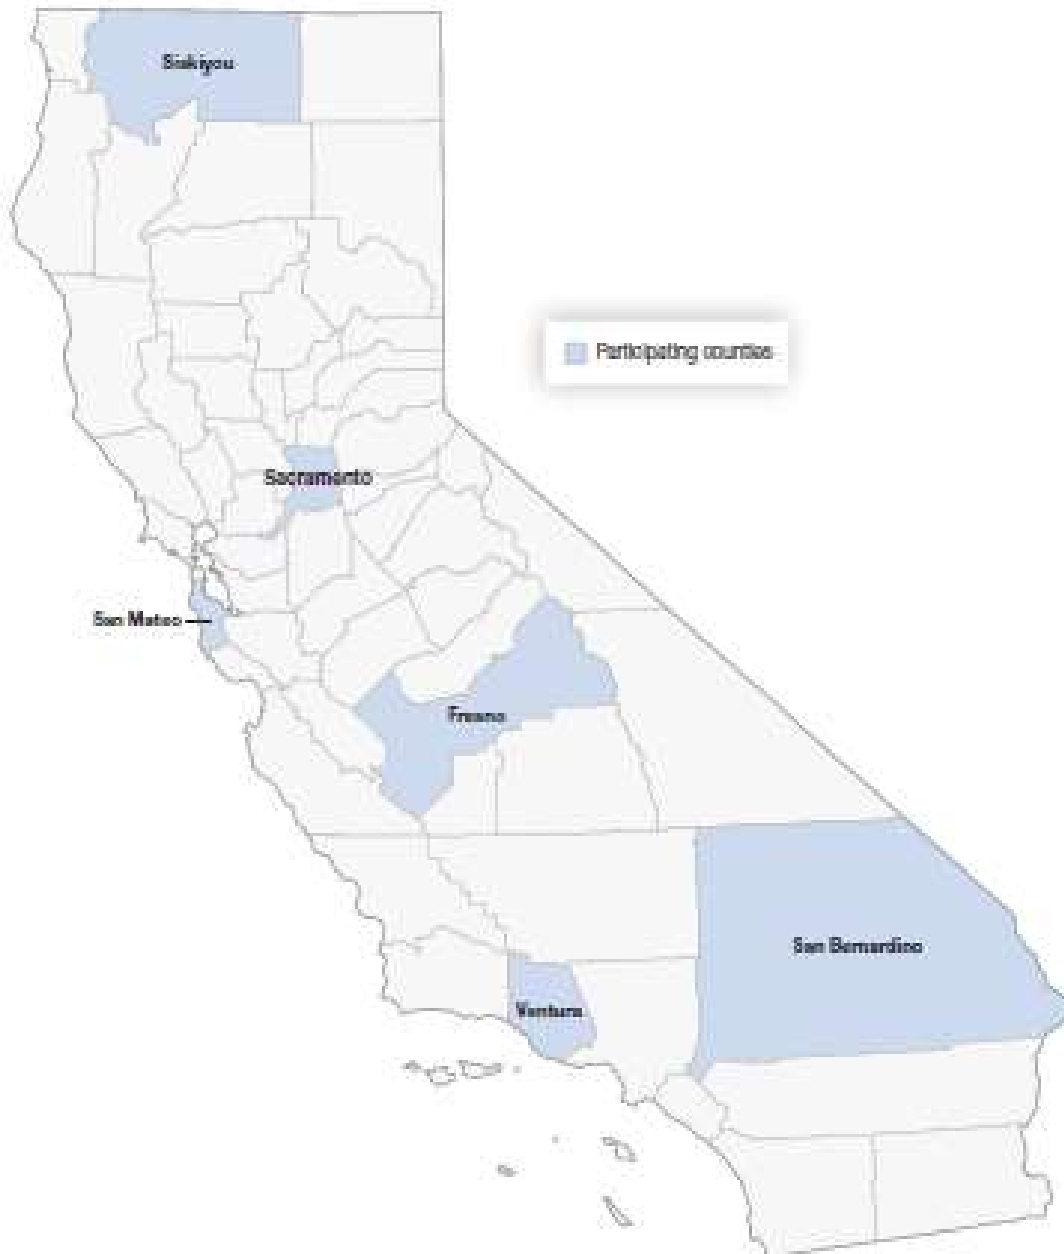 Siskiyou
Participating counties
Sacramento
San Mateo
Fresno
San Bernardino
Ventura